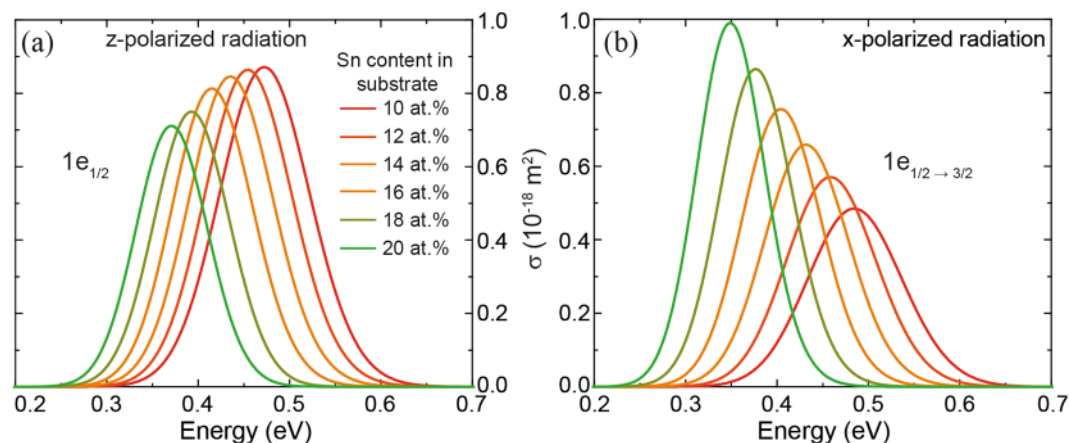 (a)
z-polarized radiation
Sn content in
substrate
10 at.%
12 at.%
14 at.%
16 at.%
18 at.%
20 at.%
1e1/2
1.0
0.8
0.6
0.4
0.2
0.0
0.2 0.3 0.4 0.5 0.6 0.7
Energy (eV)
σ (10-18 m2)
(b)
x-polarized radiation
1e1/2 → 3/2
1.0
0.8
0.6
0.4
0.2
0.0
0.2 0.3 0.4 0.5 0.6 0.7
Energy (eV)